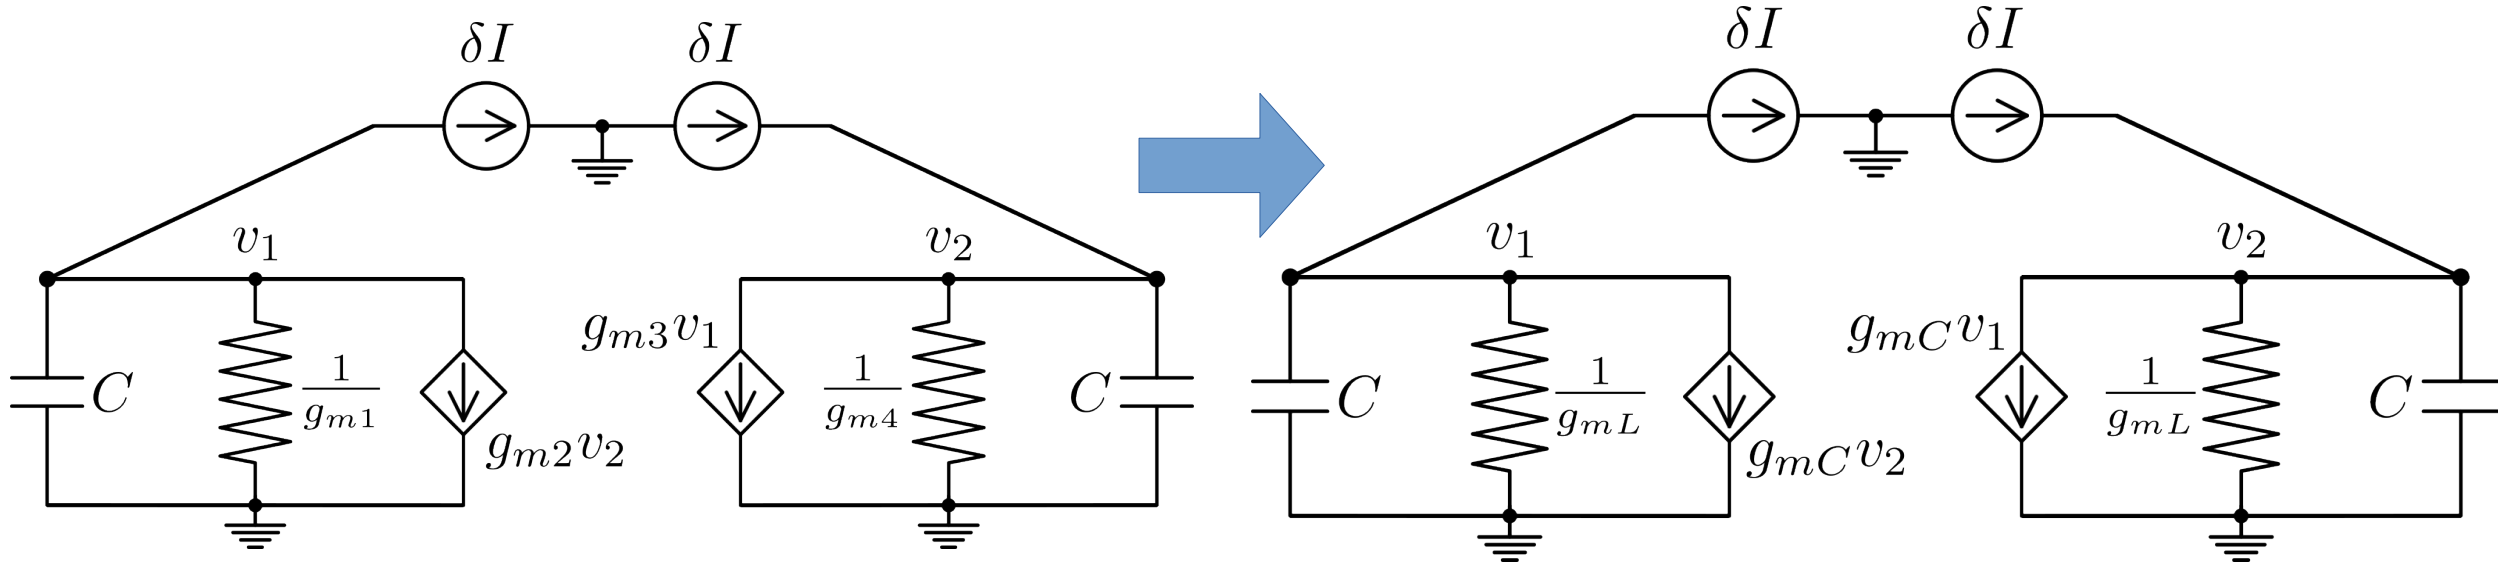 δI δI
v1 v2
C 1/gm1 gm2v2 gm3v1 1/gm4 C
δI δI
v1 v2
C 1/gmL gmCv2 gmCv1 1/gmL C